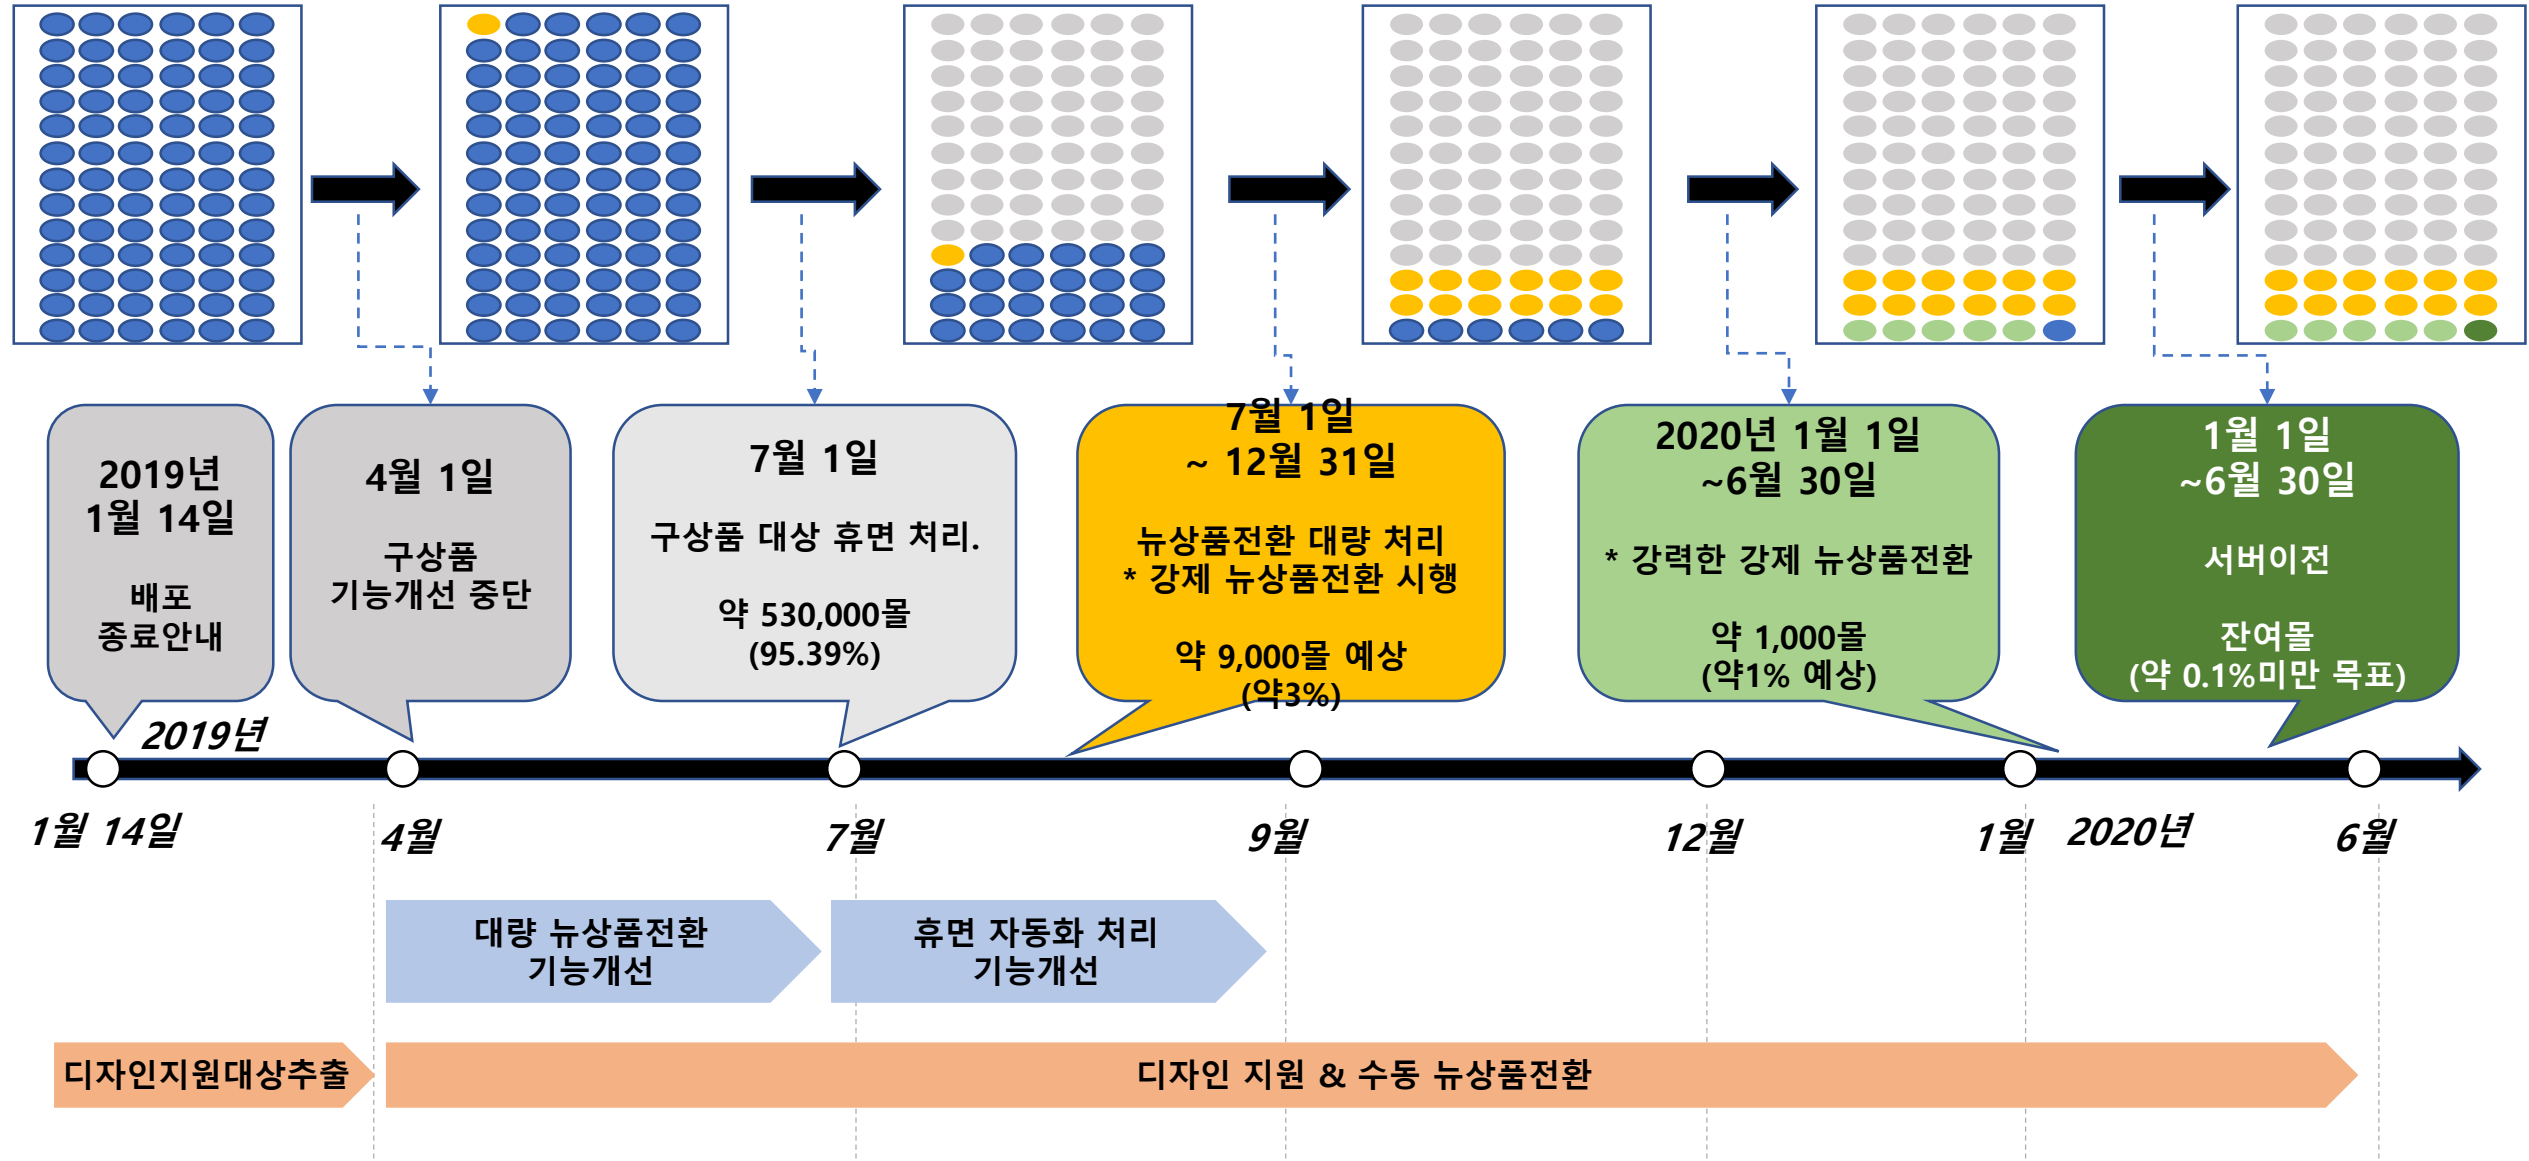 2019년
1월 14일
배포
종료안내
4월 1일
구상품
기능개선 중단
7월 1일
구상품 대상 휴면 처리.
약 530,000몰
(95.39%)
7월 1일
~ 12월 31일
뉴상품전환 대량 처리
* 강제 뉴상품전환 시행
약 9,000몰 예상
(약3%)
2020년 1월 1일
~6월 30일
* 강력한 강제 뉴상품전환
약 1,000몰
(약1% 예상)
1월 1일
~6월 30일
서버이전
잔여몰
(약 0.1%미만 목표)
2019년
1월 14일
4월
7월
9월
12월
1월
2020년
6월
대량 뉴상품전환
기능개선
휴면 자동화 처리
기능개선
디자인지원대상추출
디자인 지원 & 수동 뉴상품전환